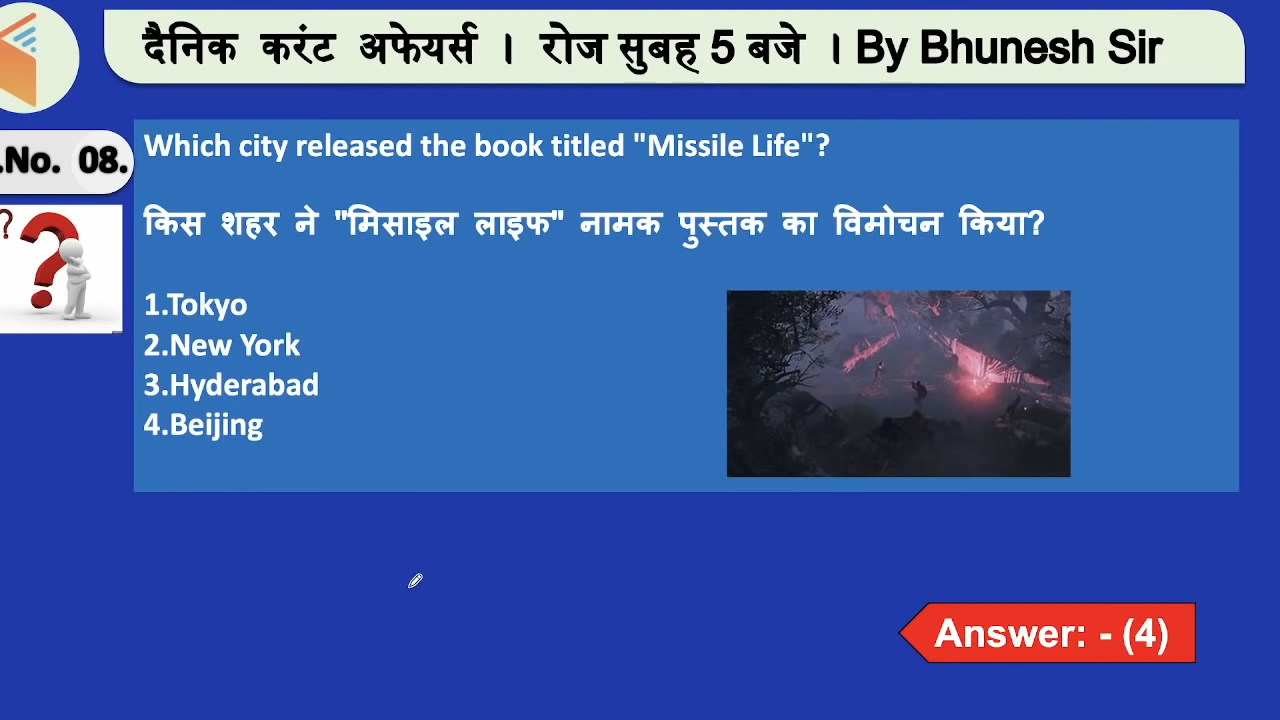 दैनिक करंट अफेयर्स । रोज सुबह 5 बजे । By Bhunesh Sir
.No. 08.
Which city released the book titled "Missile Life"?
किस शहर ने "मिसाइल लाइफ" नामक पुस्तक का विमोचन किया?
1.Tokyo
2.New York
3.Hyderabad
4.Beijing
Answer: - (4)